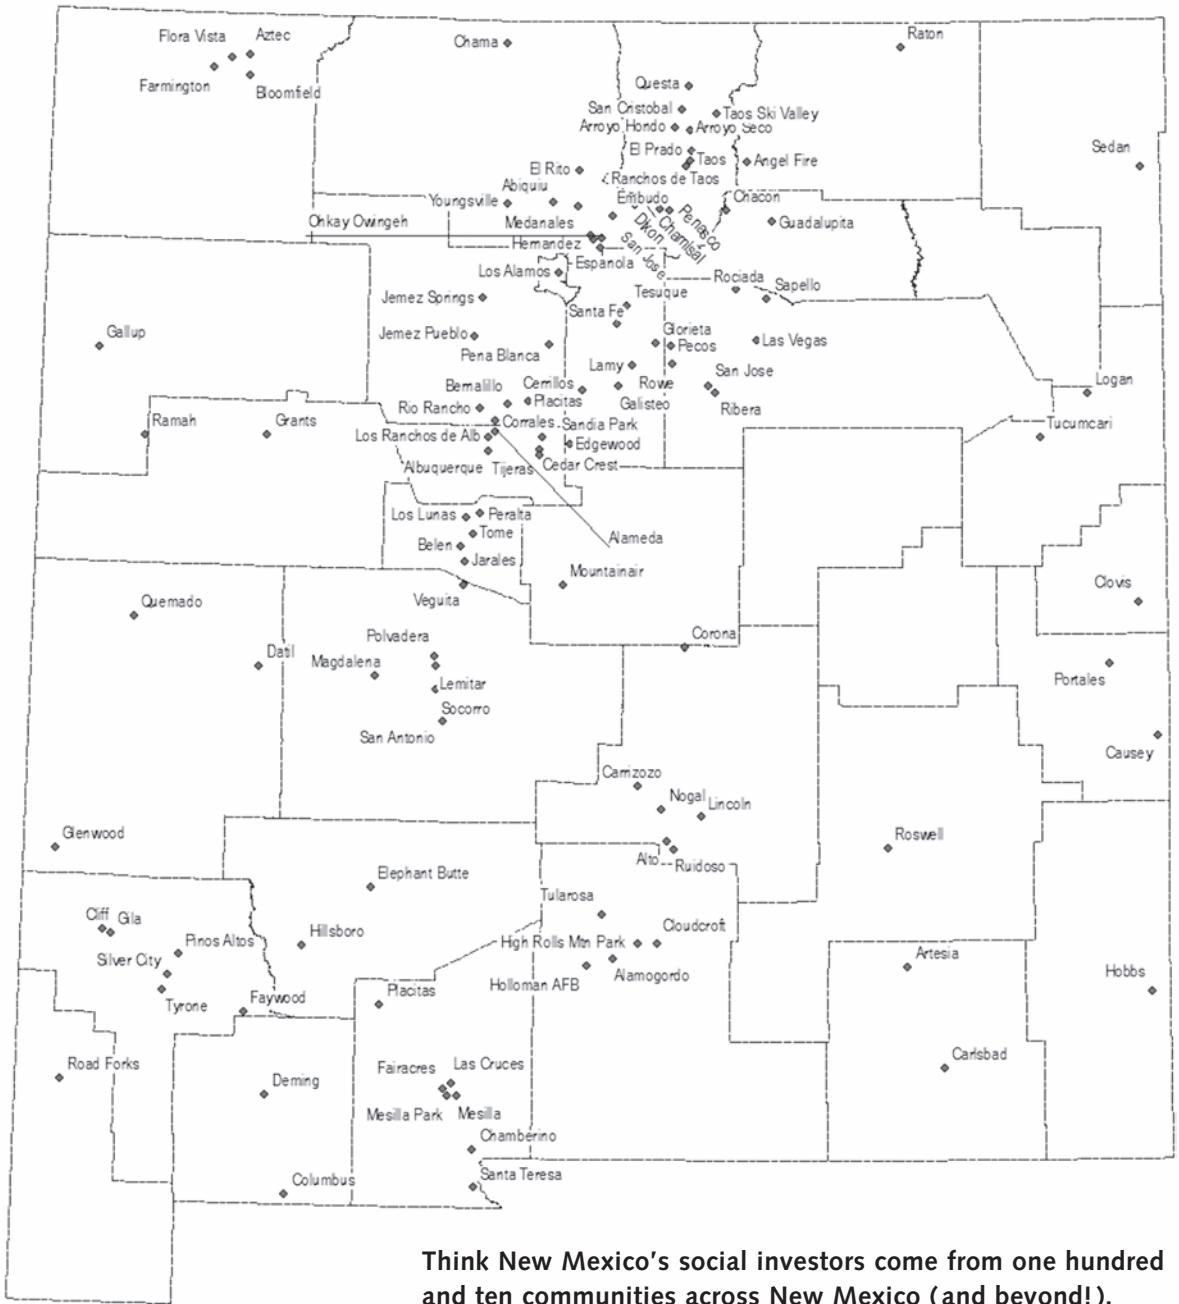 Flora Vista
Aztec
Farmington
Bloomfield
Chama
Raton
Questa
San Cristobal
Taos Ski Valley
Arroyo Hondo
Arroyo Seco
El Prado
Taos
Angel Fire
Sedan
El Rito
Ranchos de Taos
Abiquiu
Youngsville
Embudo
Chacon
Ohkay Owingeh
Medanales
Dixon
Chamisal
Penasco
Guadalupita
Hernandez
San Jose
Espanola
Los Alamos
Rociada
Sapello
Jemez Springs
Tesuque
Santa Fe
Gallup
Jemez Pueblo
Glorieta
Pecos
Las Vegas
Pena Blanca
Lamy
San Jose
Bernalillo
Cerrillos
Rowe
Logan
Rio Rancho
Placitas
Galisteo
Ribera
Ramah
Grants
Corrales
Sandia Park
Tucumcari
Los Ranchos de Alb
Edgewood
Albuquerque
Tijeras
Cedar Crest
Los Lunas
Peralta
Tome
Alameda
Belen
Jarales
Mountainair
Clovis
Veguita
Quemado
Corona
Polvadera
Datil
Magdalena
Lemitar
Portales
Socorro
San Antonio
Causey
Carrizozo
Nogal
Lincoln
Glenwood
Roswell
Alto
Ruidoso
Elephant Butte
Tularosa
Cliff
Gila
Hillsboro
Cloudcroft
Pinos Altos
High Rolls Mtn Park
Artesia
Silver City
Holloman AFB
Alamogordo
Hobbs
Tyrone
Faywood
Placitas
Road Forks
Fairacres
Las Cruces
Carlsbad
Deming
Mesilla Park
Mesilla
Chamberino
Santa Teresa
Columbus
Think New Mexico's social investors come from one hundred
and ten communities across New Mexico (and beyond!).